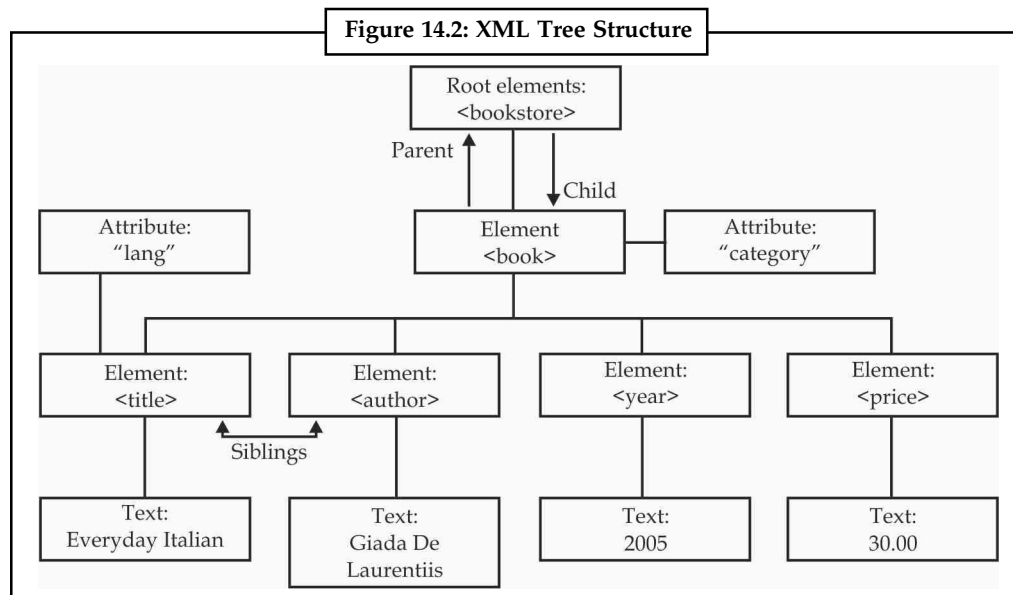 Figure 14.2: XML Tree Structure
Root elements:
<bookstore>
Parent
Child
Attribute:
“lang”
Element
<book>
Attribute:
“category”
Element:
<title>
Element:
<author>
Element:
<year>
Element:
<price>
Siblings
Text:
Everyday Italian
Text:
Giada De
Laurentiis
Text:
2005
Text:
30.00